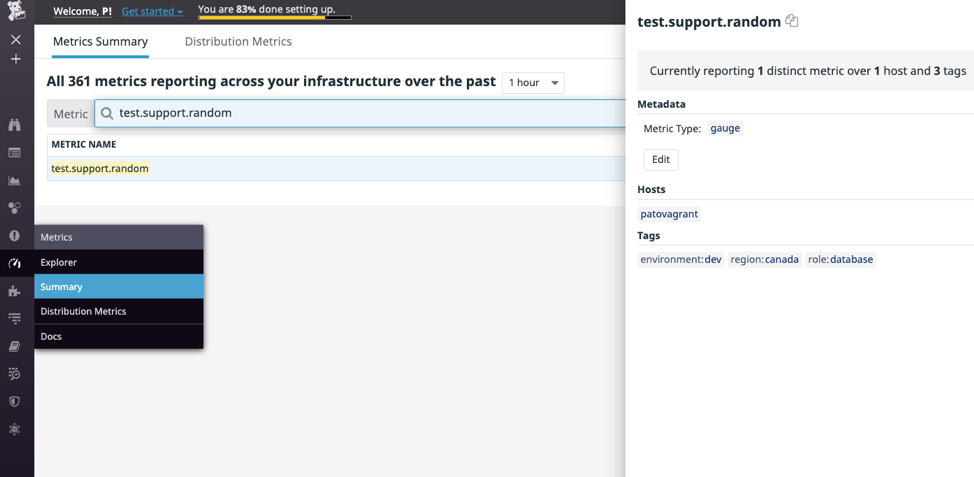 Welcome, P!
Get started
You are 83% done setting up.
Metrics Summary
Distribution Metrics
All 361 metrics reporting across your infrastructure over the past
1 hour
Metric
test.support.random
METRIC NAME
test.support.random
Metrics
Explorer
Summary
Distribution Metrics
Docs
test.support.random
Currently reporting 1 distinct metric over 1 host and 3 tags
Metadata
Metric Type: gauge
Edit
Hosts
patovagrant
Tags
environment:dev region:canada role:database